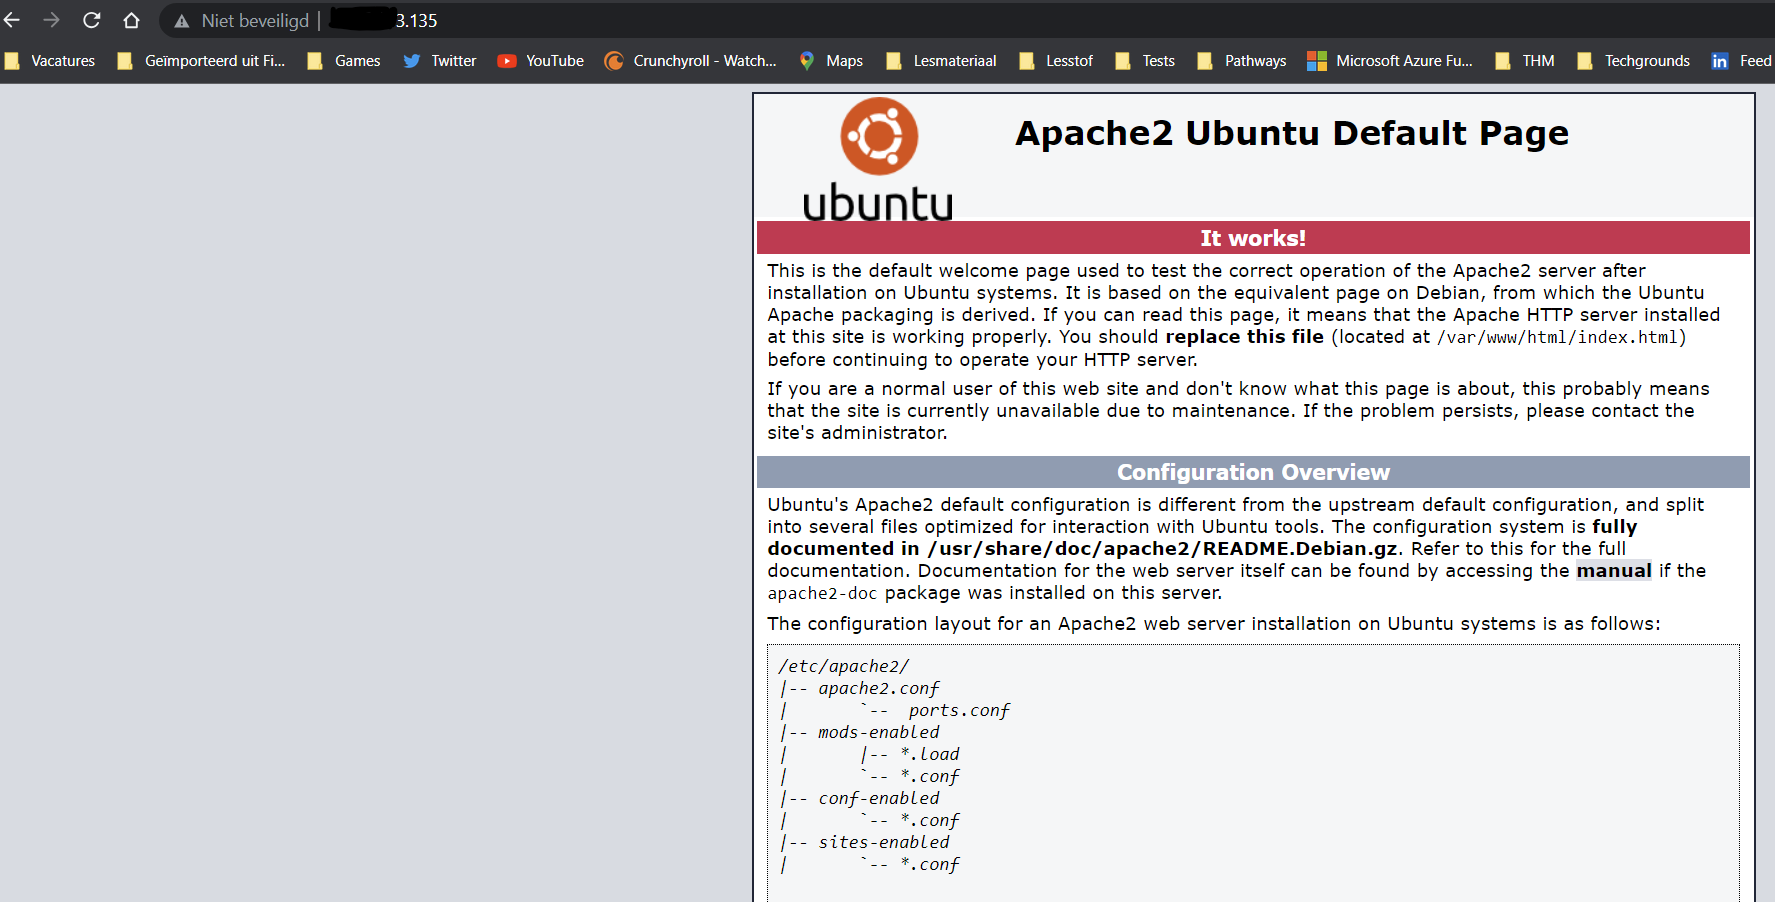 Niet beveiligd | 3.135
Vacatures Geïmporteerd uit Fi... Games Twitter YouTube Crunchyroll - Watch... Maps Lesmateriaal Lesstof Tests Pathways Microsoft Azure Fu... THM Techgrounds Feed
Apache2 Ubuntu Default Page
ubuntu
It works!
This is the default welcome page used to test the correct operation of the Apache2 server after
installation on Ubuntu systems. It is based on the equivalent page on Debian, from which the Ubuntu
Apache packaging is derived. If you can read this page, it means that the Apache HTTP server installed
at this site is working properly. You should replace this file (located at /var/www/html/index.html)
before continuing to operate your HTTP server.
If you are a normal user of this web site and don't know what this page is about, this probably means
that the site is currently unavailable due to maintenance. If the problem persists, please contact the
site's administrator.
Configuration Overview
Ubuntu's Apache2 default configuration is different from the upstream default configuration, and split
into several files optimized for interaction with Ubuntu tools. The configuration system is fully
documented in /usr/share/doc/apache2/README.Debian.gz. Refer to this for the full
documentation. Documentation for the web server itself can be found by accessing the manual if the
apache2-doc package was installed on this server.
The configuration layout for an Apache2 web server installation on Ubuntu systems is as follows:
/etc/apache2/
|-- apache2.conf
|       `--  ports.conf
|-- mods-enabled
|       |-- *.load
|       `-- *.conf
|-- conf-enabled
|       `-- *.conf
|-- sites-enabled
|       `-- *.conf